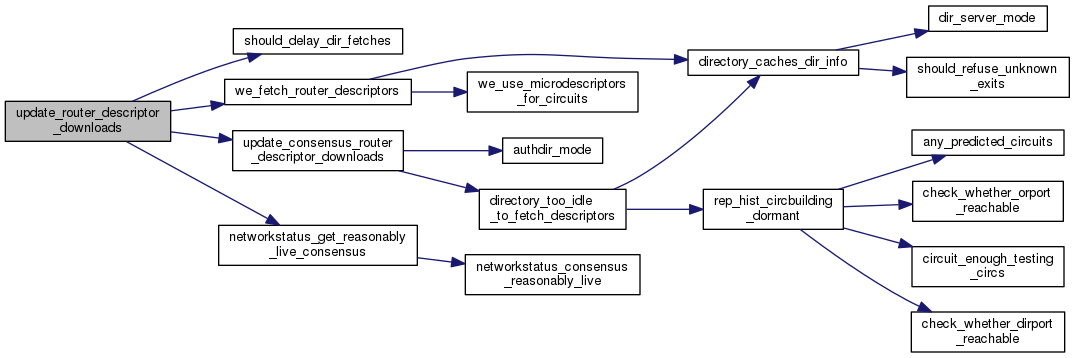 update_router_descriptor
_downloads
should_delay_dir_fetches
we_fetch_router_descriptors
update_consensus_router
_descriptor_downloads
networkstatus_get_reasonably
_live_consensus
we_use_microdescriptors
_for_circuits
authdir_mode
directory_too_idle
_to_fetch_descriptors
networkstatus_consensus
_reasonably_live
directory_caches_dir_info
rep_hist_circbuilding
_dormant
dir_server_mode
should_refuse_unknown
_exits
any_predicted_circuits
check_whether_orport
_reachable
circuit_enough_testing
_circs
check_whether_dirport
_reachable